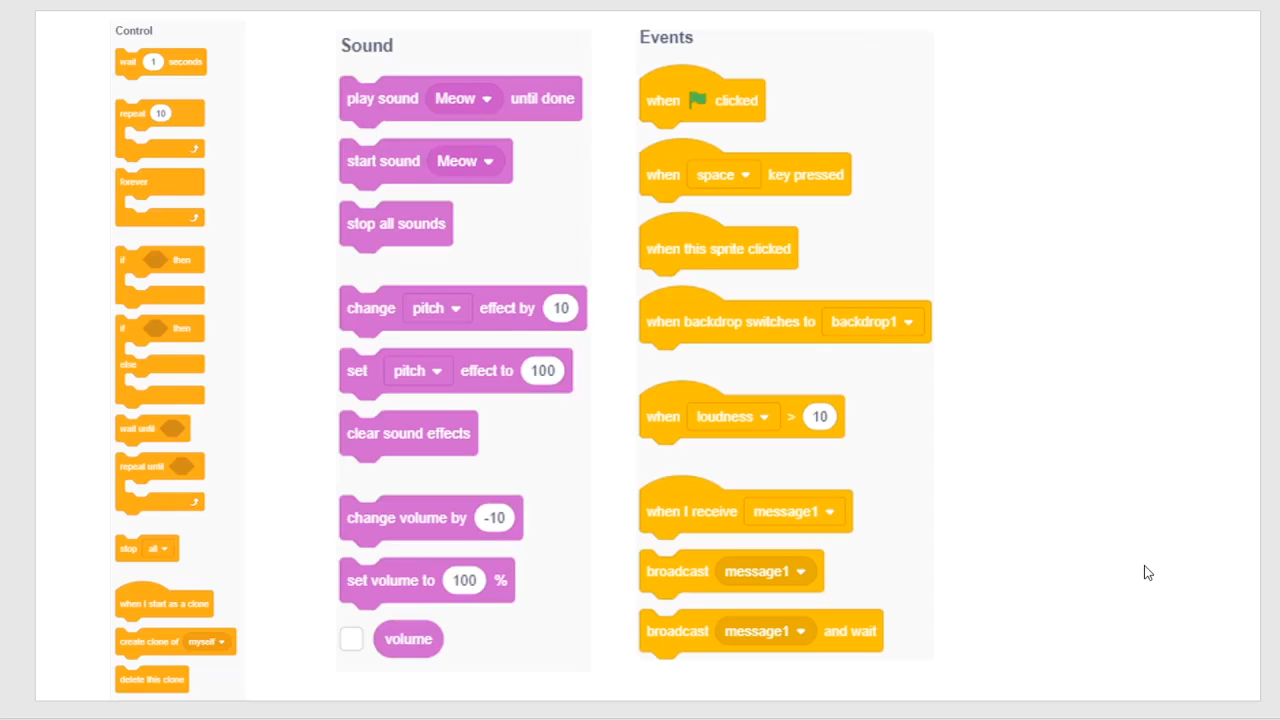 Control
wait 1 seconds
repeat 10
forever
if then
if then
else
wait until
repeat until
stop all
when I start as a clone
create clone of myself
delete this clone
Sound
play sound Meow until done
start sound Meow
stop all sounds
change pitch effect by 10
set pitch effect to 100
clear sound effects
change volume by -10
set volume to 100 %
volume
Events
when clicked
when space key pressed
when this sprite clicked
when backdrop switches to backdrop1
when loudness > 10
when I receive message1
broadcast message1
broadcast message1 and wait